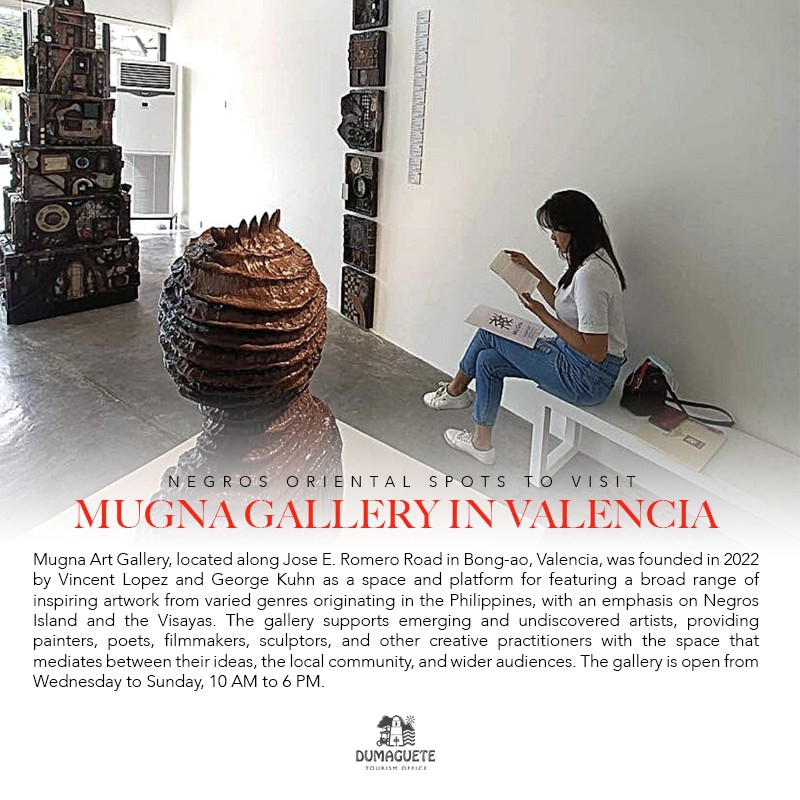 NEGROS ORIENTAL SPOTS TO VISIT
MUGNA GALLERY IN VALENCIA
Mugna Art Gallery, located along Jose E. Romero Road in Bong-ao, Valencia, was founded in 2022
by Vincent Lopez and George Kuhn as a space and platform for featuring a broad range of
inspiring artwork from varied genres originating in the Philippines, with an emphasis on Negros
Island and the Visayas. The gallery supports emerging and undiscovered artists, providing
painters, poets, filmmakers, sculptors, and other creative practitioners with the space that
mediates between their ideas, the local community, and wider audiences. The gallery is open from
Wednesday to Sunday, 10 AM to 6 PM.
DUMAGUETE
TOURISM OFFICE